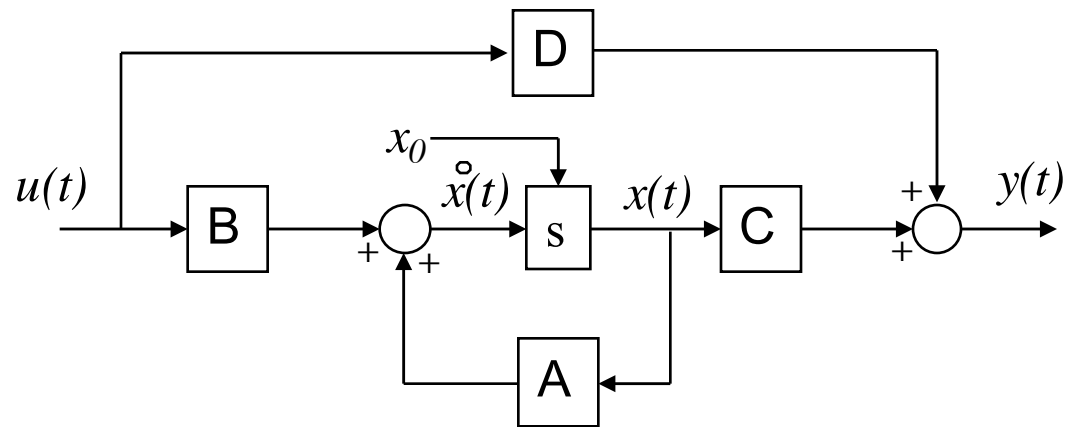 D
x₀
u(t)
B
x̊(t)
s
x(t)
C
y(t)
+
+
+
+
A